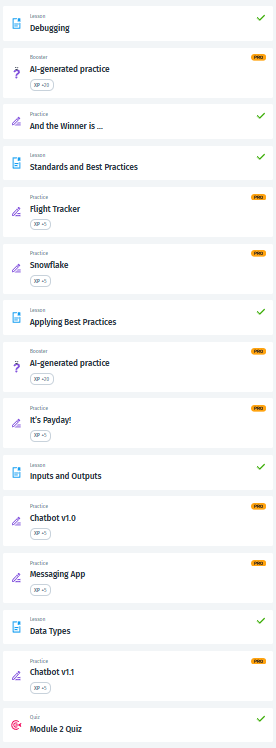 Lesson
Debugging
Booster
PRO
AI-generated practice
XP +20
Practice
And the Winner is ...
Lesson
Standards and Best Practices
Practice
PRO
Flight Tracker
XP +5
Practice
PRO
Snowflake
XP +5
Lesson
Applying Best Practices
Booster
PRO
AI-generated practice
XP +20
Practice
PRO
It's Payday!
XP +5
Lesson
Inputs and Outputs
Practice
PRO
Chatbot v1.0
XP +5
Practice
PRO
Messaging App
XP +5
Lesson
Data Types
Practice
PRO
Chatbot v1.1
XP +5
Quiz
Module 2 Quiz